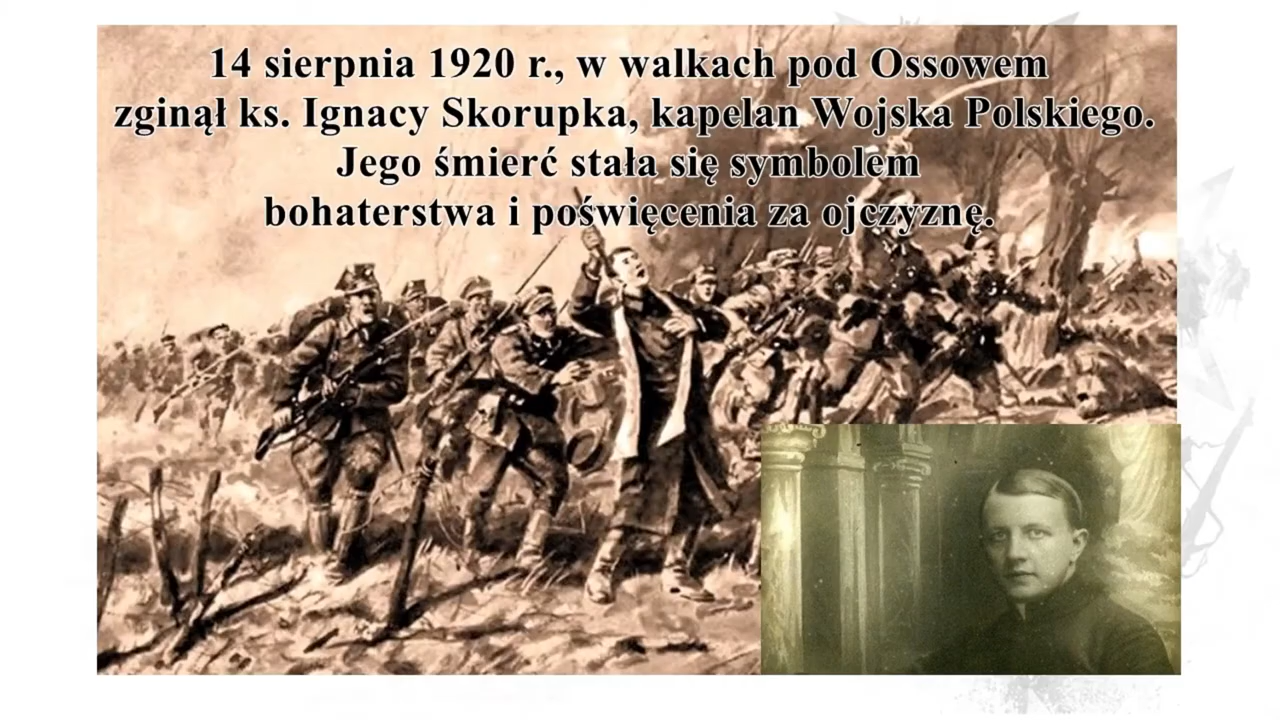 14 sierpnia 1920 r., w walkach pod Ossowem
zginął ks. Ignacy Skorupka, kapelan Wojska Polskiego.
Jego śmierć stała się symbolem
bohaterstwa i poświęcenia za ojczyznę.